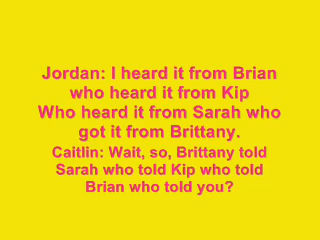 Jordan: I heard it from Brian
who heard it from Kip
Who heard it from Sarah who
got it from Brittany.
Caitlin: Wait, so, Brittany told
Sarah who told Kip who told
Brian who told you?